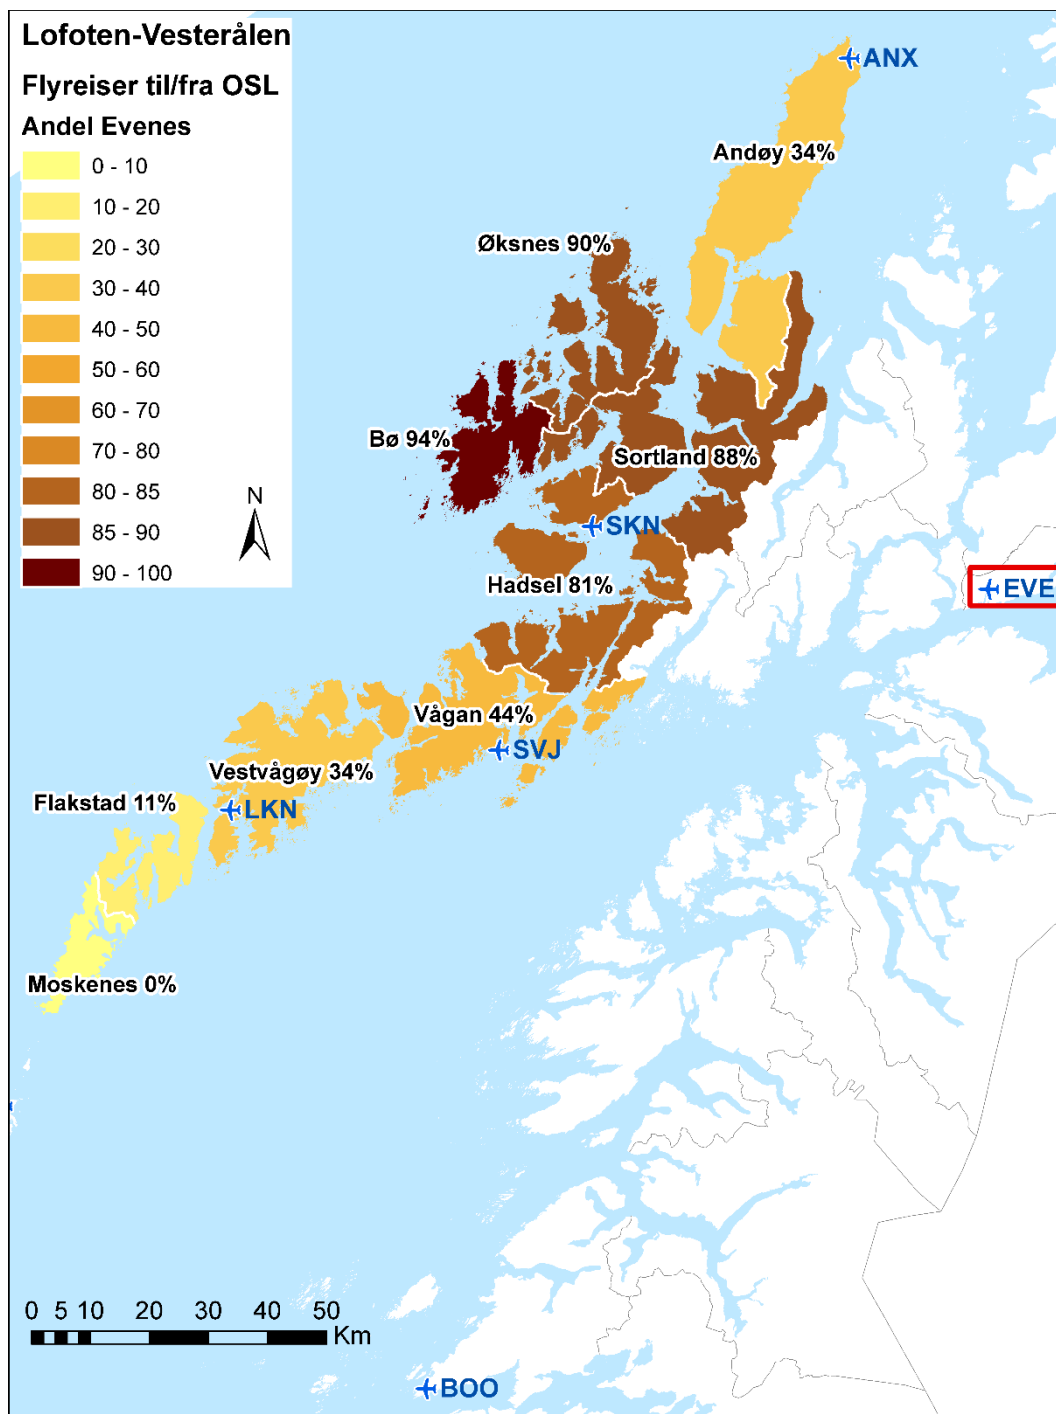 Lofoten-Vesterålen
Flyreiser til/fra OSL
Andel Evenes
0 - 10
10 - 20
20 - 30
30 - 40
40 - 50
50 - 60
60 - 70
70 - 80
80 - 85
85 - 90
90 - 100
N
ANX
Andøy 34%
Øksnes 90%
Bø 94%
Sortland 88%
SKN
Hadsel 81%
EVE
Vågan 44%
SVJ
Vestvågøy 34%
Flakstad 11%
LKN
Moskenes 0%
0 5 10 20 30 40 50
Km
BOO